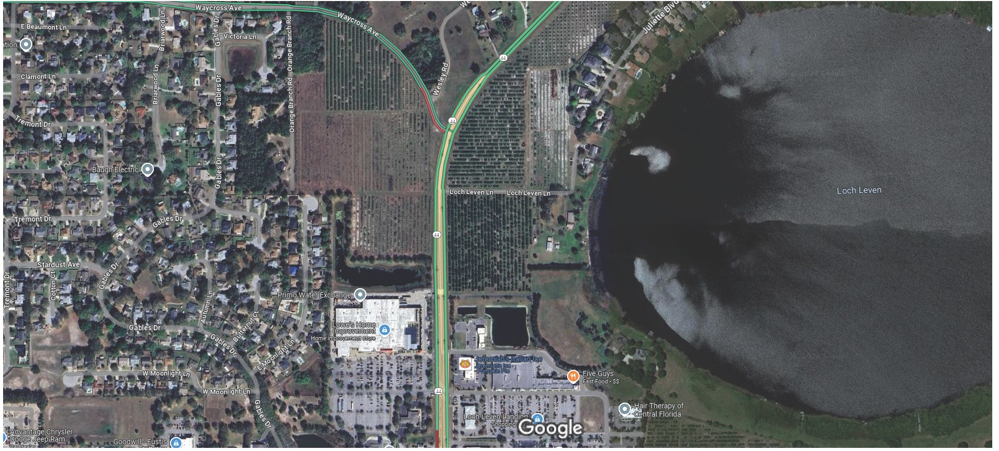 Waycross Ave
Waycross Ave
E Beaumont Ln
Briarwood Ln
Gables Dr
Victoria Ln
Orange Branch Rd
Juliette Blvd
ation
44
Clamont Ln
Briarwood Ln
Gables Dr
Orange Branch Rd
Wesley Rd
Tremont Dr
44
Baugh Electric
Gables Dr
Loch Leven Ln
Loch Leven Ln
Loch Leven
Tremont Dr
Gables Dr
44
Stardust Ave
Gables Dr
Tremont Dr
Cotton Ct
Autumn Ln
Butternut Ct
Primo Water Exchange
Gables Dr
Gables Dr
Lowe's Home
Improvement
Home improvement store
E Moonlight Ln
Jeremiah's Italian Ice
Jeremiah's Ice
Pumpkin Pie
W Moonlight Ln
Five Guys
Fast Food • $$
W Moonlight Ln
44
Gables Dr
Hair Therapy of
Central Florida
Loch Leven Landing
Shopping
Google
Advantage Chrysler
Dodge Jeep Ram
Car dealer
Goodwill - Eustis